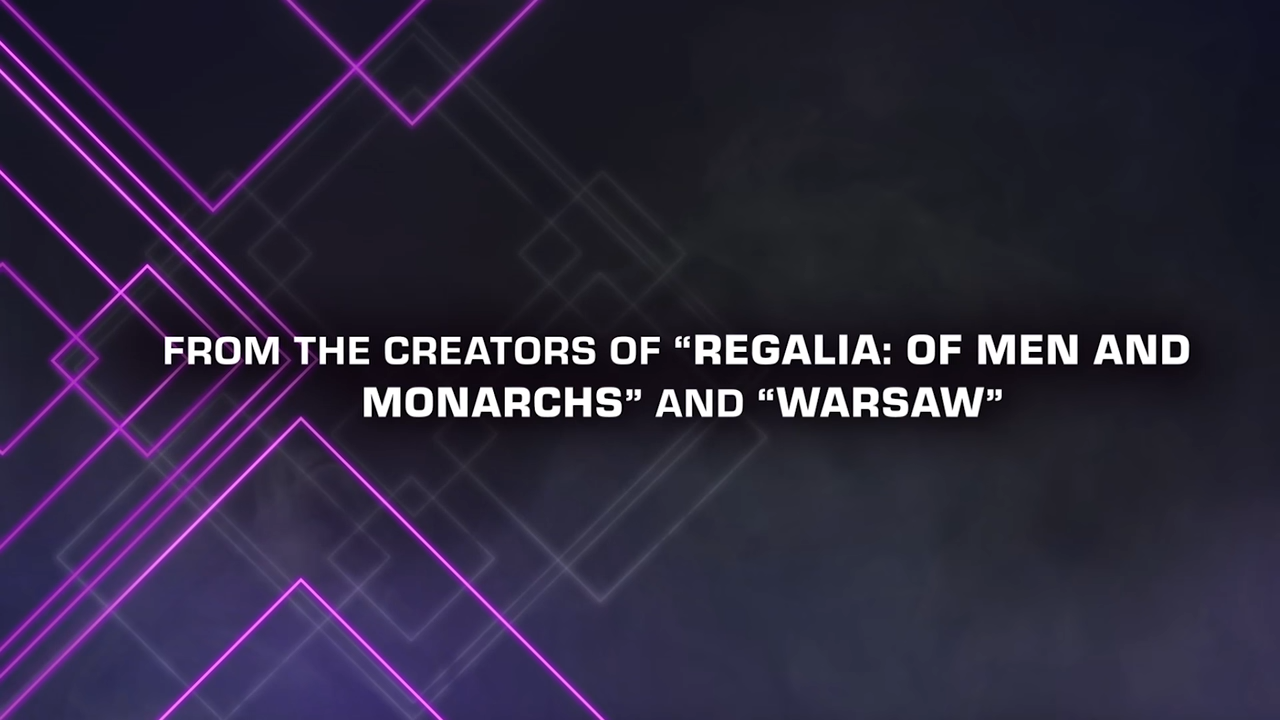 FROM THE CREATORS OF “REGALIA: OF MEN AND
MONARCHS” AND “WARSAW”